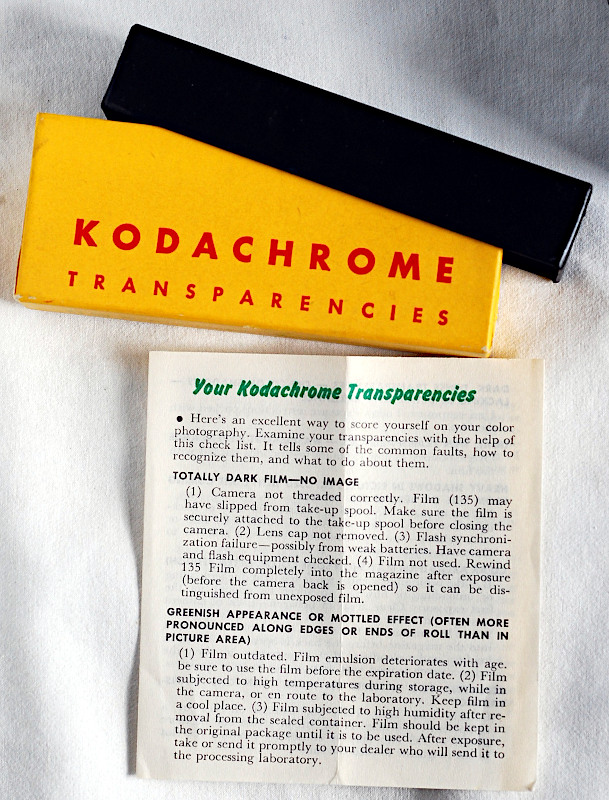 KODACHROME
TRANSPARENCIES
Your Kodachrome Transparencies
● Here's an excellent way to score yourself on your color
photography. Examine your transparencies with the help of
this check list. It tells some of the common faults, how to
recognize them, and what to do about them.
TOTALLY DARK FILM—NO IMAGE
(1) Camera not threaded correctly. Film (135) may
have slipped from take-up spool. Make sure the film is
securely attached to the take-up spool before closing the
camera. (2) Lens cap not removed. (3) Flash synchroni-
zation failure—possibly from weak batteries. Have camera
and flash equipment checked. (4) Film not used. Rewind
135 Film completely into the magazine after exposure
(before the camera back is opened) so it can be dis-
tinguished from unexposed film.
GREENISH APPEARANCE OR MOTTLED EFFECT (OFTEN MORE
PRONOUNCED ALONG EDGES OR ENDS OF ROLL THAN IN
PICTURE AREA)
(1) Film outdated. Film emulsion deteriorates with age.
be sure to use the film before the expiration date. (2) Film
subjected to high temperatures during storage, while in
the camera, or en route to the laboratory. Keep film in
a cool place. (3) Film subjected to high humidity after re-
moval from the sealed container. Film should be kept in
the original package until it is to be used. After exposure,
take or send it promptly to your dealer who will send it to
the processing laboratory.